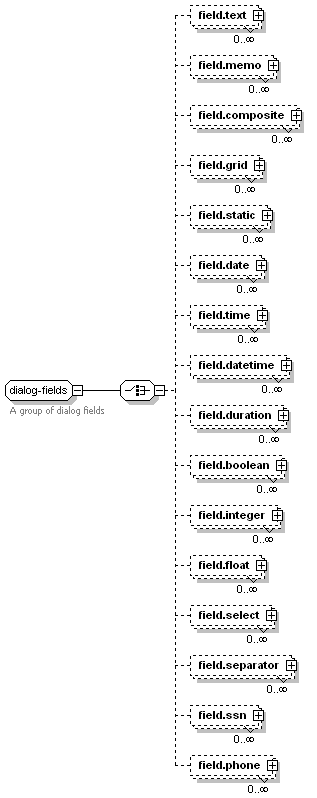 field.text
0..∞
field.memo
0..∞
field.composite
0..∞
field.grid
0..∞
field.static
0..∞
field.date
0..∞
field.time
0..∞
field.datetime
0..∞
dialog-fields
A group of dialog fields
field.duration
0..∞
field.boolean
0..∞
field.integer
0..∞
field.float
0..∞
field.select
0..∞
field.separator
0..∞
field.ssn
0..∞
field.phone
0..∞